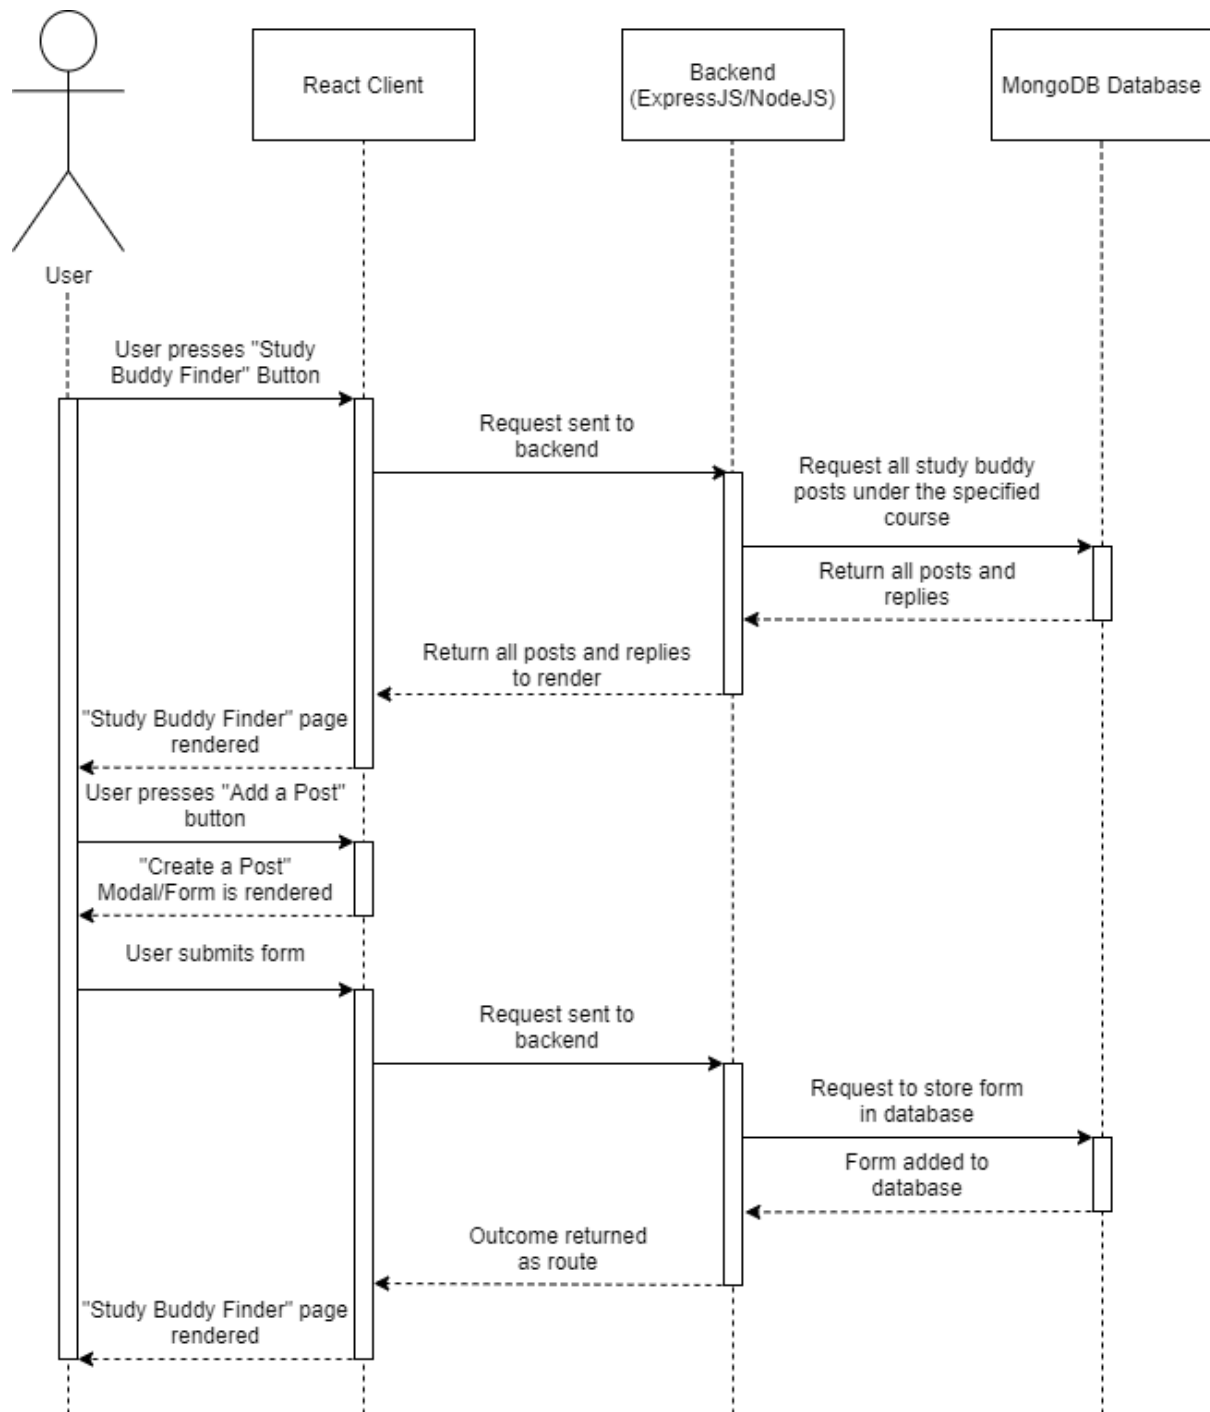 React Client
Backend
(ExpressJS/NodeJS)
MongoDB Database
User
User presses "Study
Buddy Finder" Button
Request sent to
backend
Request all study buddy
posts under the specified
course
Return all posts and
replies
Return all posts and replies
to render
"Study Buddy Finder" page
rendered
User presses "Add a Post"
button
"Create a Post"
Modal/Form is rendered
User submits form
Request sent to
backend
Request to store form
in database
Form added to
database
Outcome returned
as route
"Study Buddy Finder" page
rendered